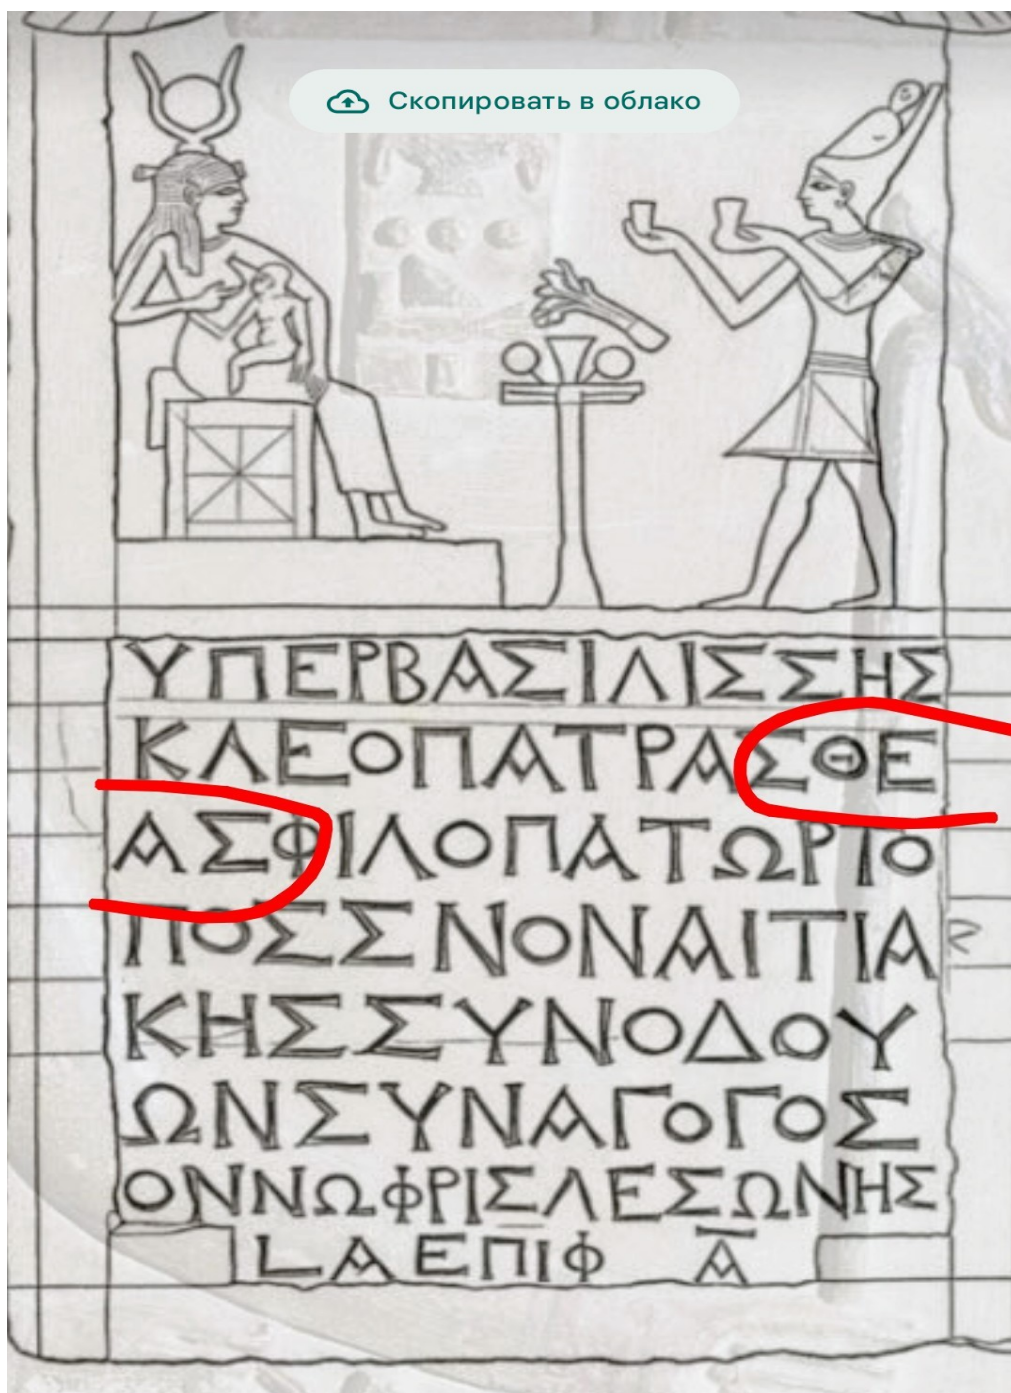 Скопировать в облако
ΥΠΕΡΒΑΣΙΛΙΣΣΗΣ
ΚΛΕΟΠΑΤΡΑΣΘΕ
ΑΣΦΙΛΟΠΑΤΩΡΙΟ
ΠΟΣΣΝΟΝΑΙΤΙΑ
ΚΗΣΣΥΝΟΔΟΥ
ΩΝΣΥΝΑΓΟΓΟΣ
ΟΝΝΩΦΡΙΣΛΕΣΩΝΗΣ
LΑΕΠΙΦ Α̅